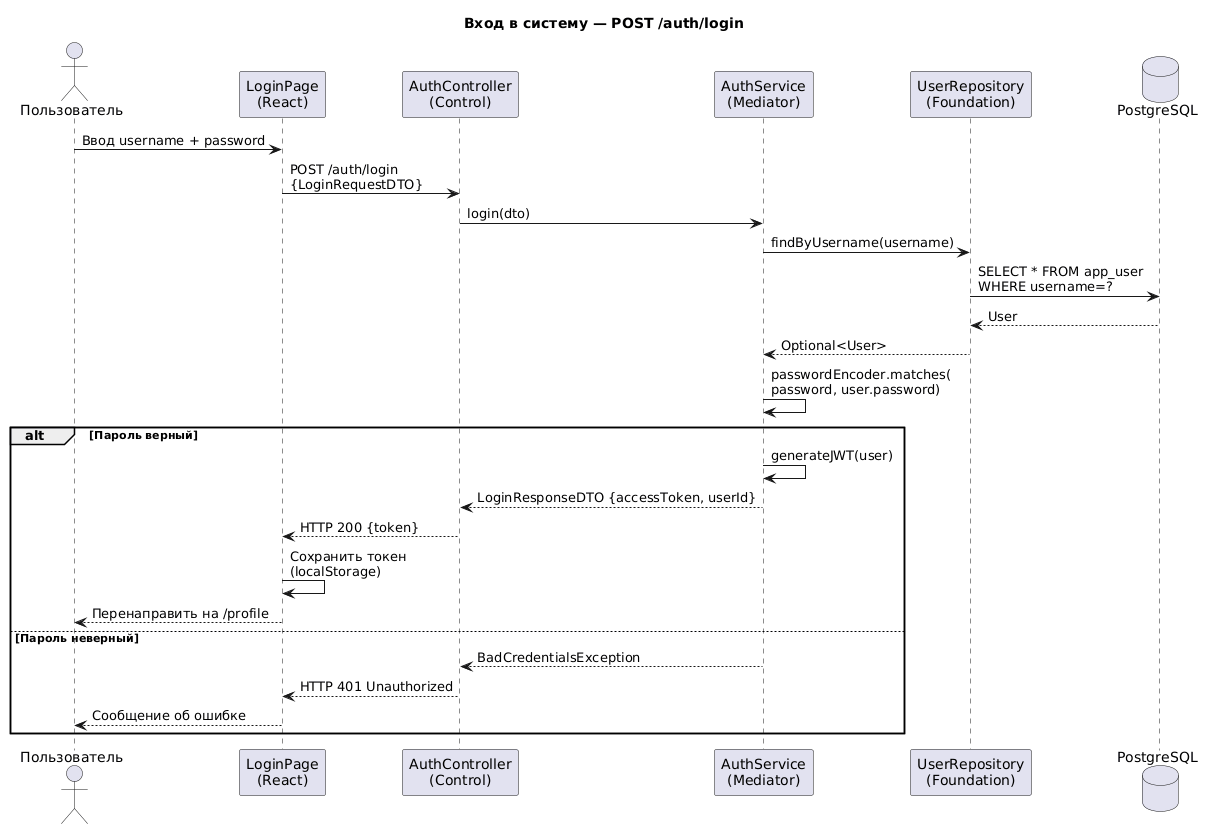 Вход в систему — POST /auth/login
Пользователь
LoginPage
(React)
AuthController
(Control)
AuthService
(Mediator)
UserRepository
(Foundation)
PostgreSQL
Ввод username + password
POST /auth/login
{LoginRequestDTO}
login(dto)
findByUsername(username)
SELECT * FROM app_user
WHERE username=?
User
Optional<User>
passwordEncoder.matches(
password, user.password)
alt
[Пароль верный]
generateJWT(user)
LoginResponseDTO {accessToken, userId}
HTTP 200 {token}
Сохранить токен
(localStorage)
Перенаправить на /profile
[Пароль неверный]
BadCredentialsException
HTTP 401 Unauthorized
Сообщение об ошибке
Пользователь
LoginPage
(React)
AuthController
(Control)
AuthService
(Mediator)
UserRepository
(Foundation)
PostgreSQL